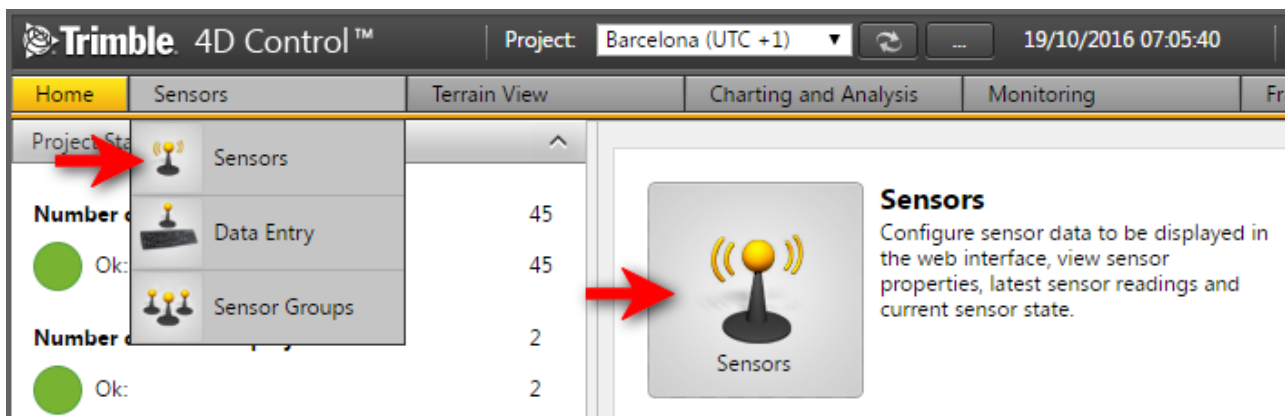 Trimble. 4D Control™
Project:
Barcelona (UTC +1)
...
19/10/2016 07:05:40
Home
Sensors
Terrain View
Charting and Analysis
Monitoring
Project
Sensors
Data Entry
Sensor Groups
Number
45
Ok:
45
Number
2
Ok:
2
Sensors
Sensors
Configure sensor data to be displayed in
the web interface, view sensor
properties, latest sensor readings and
current sensor state.